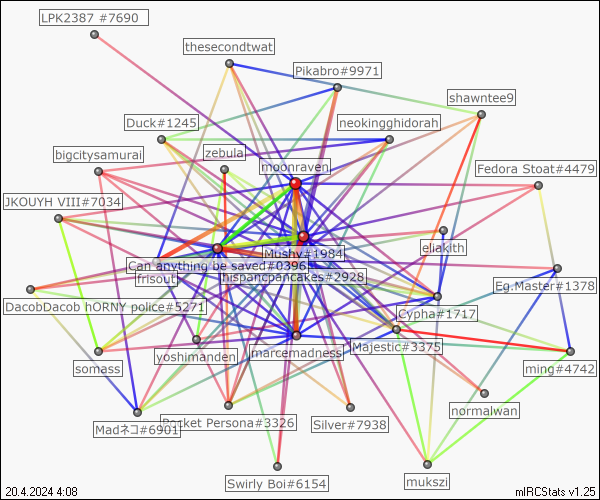 LPK2387 #7690
thesecondtwat
Pikabro#9971
shawntee9
Duck#1245
neokingghidorah
zebula
bigcitysamurai
moonraven
Fedora Stoat#4479
JKOUYH VIII#7034
eliakith
Mushy#1984
Can anything be saved#0396
frisout
mspancpancakes#2928
Eg.Master#1378
DacobDacob hORNY police#5271
Cypha#1717
yoshimanden
marcemadness
Majestic#3375
somass
ming#4742
normalwan
Madネコ#6901
Pocket Persona#3326
Silver#7938
Swirly Boi#6154
mukszi
20.4.2024 4:08
mIRCStats v1.25